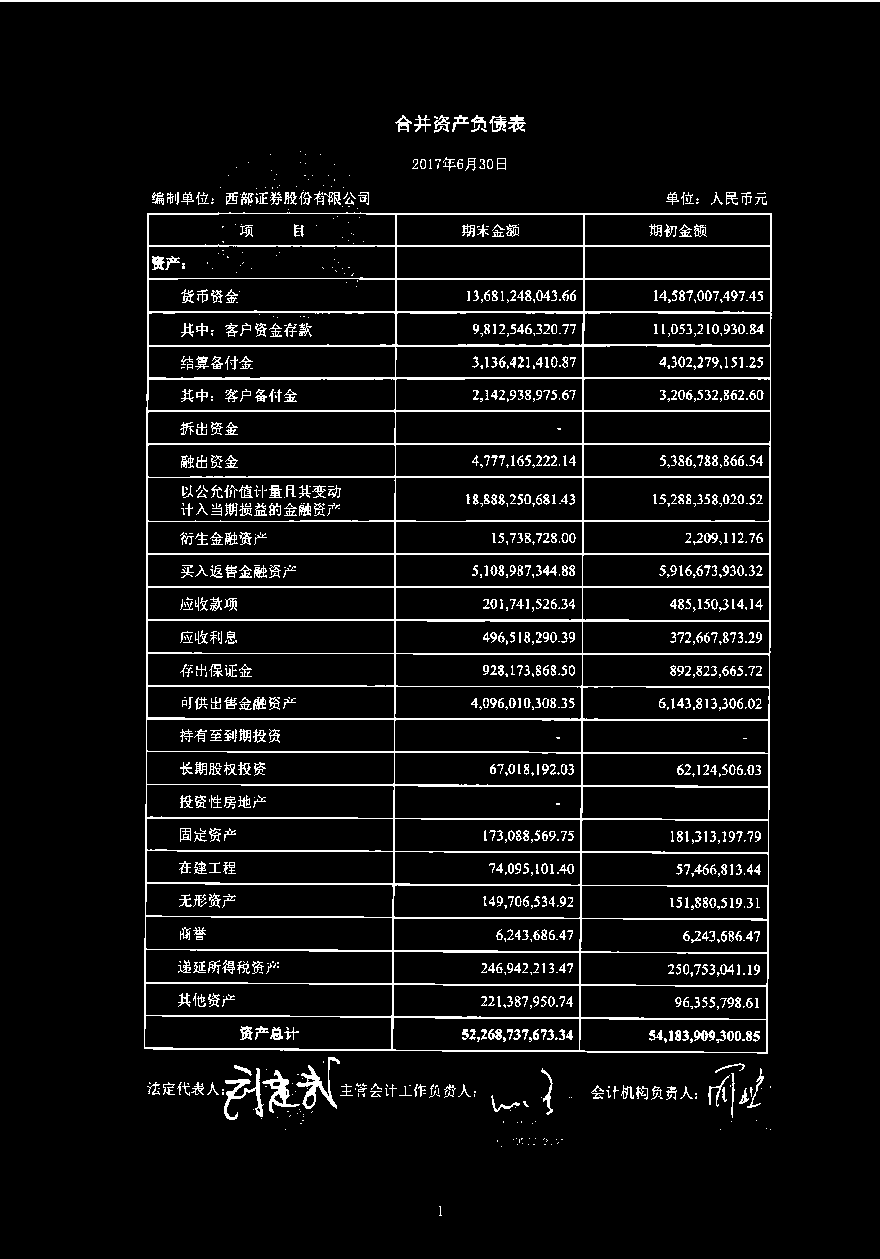 合并资产负债表
2017年6月30日
编制单位：西部证券股份有限公司 单位：人民币元
项 目 期末金额 期初金额
资产：
货币资金 13,681,248,043.66 14,587,007,497.45
其中：客户资金存款 9,812,546,320.77 11,053,210,930.84
结算备付金 3,136,421,410.87 4,302,279,151.25
其中：客户备付金 2,142,938,975.67 3,206,532,862.60
拆出资金 -
融出资金 4,777,165,222.14 5,386,788,866.54
以公允价值计量且其变动
计入当期损益的金融资产 18,888,250,681.43 15,288,358,020.52
衍生金融资产 15,738,728.00 2,209,112.76
买入返售金融资产 5,108,987,344.88 5,916,673,930.32
应收款项 201,741,526.34 485,150,314.14
应收利息 496,518,290.39 372,667,873.29
存出保证金 928,173,868.50 892,823,665.72
可供出售金融资产 4,096,010,308.35 6,143,813,306.02
持有至到期投资 - -
长期股权投资 67,018,192.03 62,124,506.03
投资性房地产 -
固定资产 173,088,569.75 181,313,197.79
在建工程 74,095,101.40 57,466,813.44
无形资产 149,706,534.92 151,880,519.31
商誉 6,243,686.47 6,243,686.47
递延所得税资产 246,942,213.47 250,753,041.19
其他资产 221,387,950.74 96,355,798.61
资产总计 52,268,737,673.34 54,183,909,300.85
法定代表人： 主管会计工作负责人： 会计机构负责人：
1